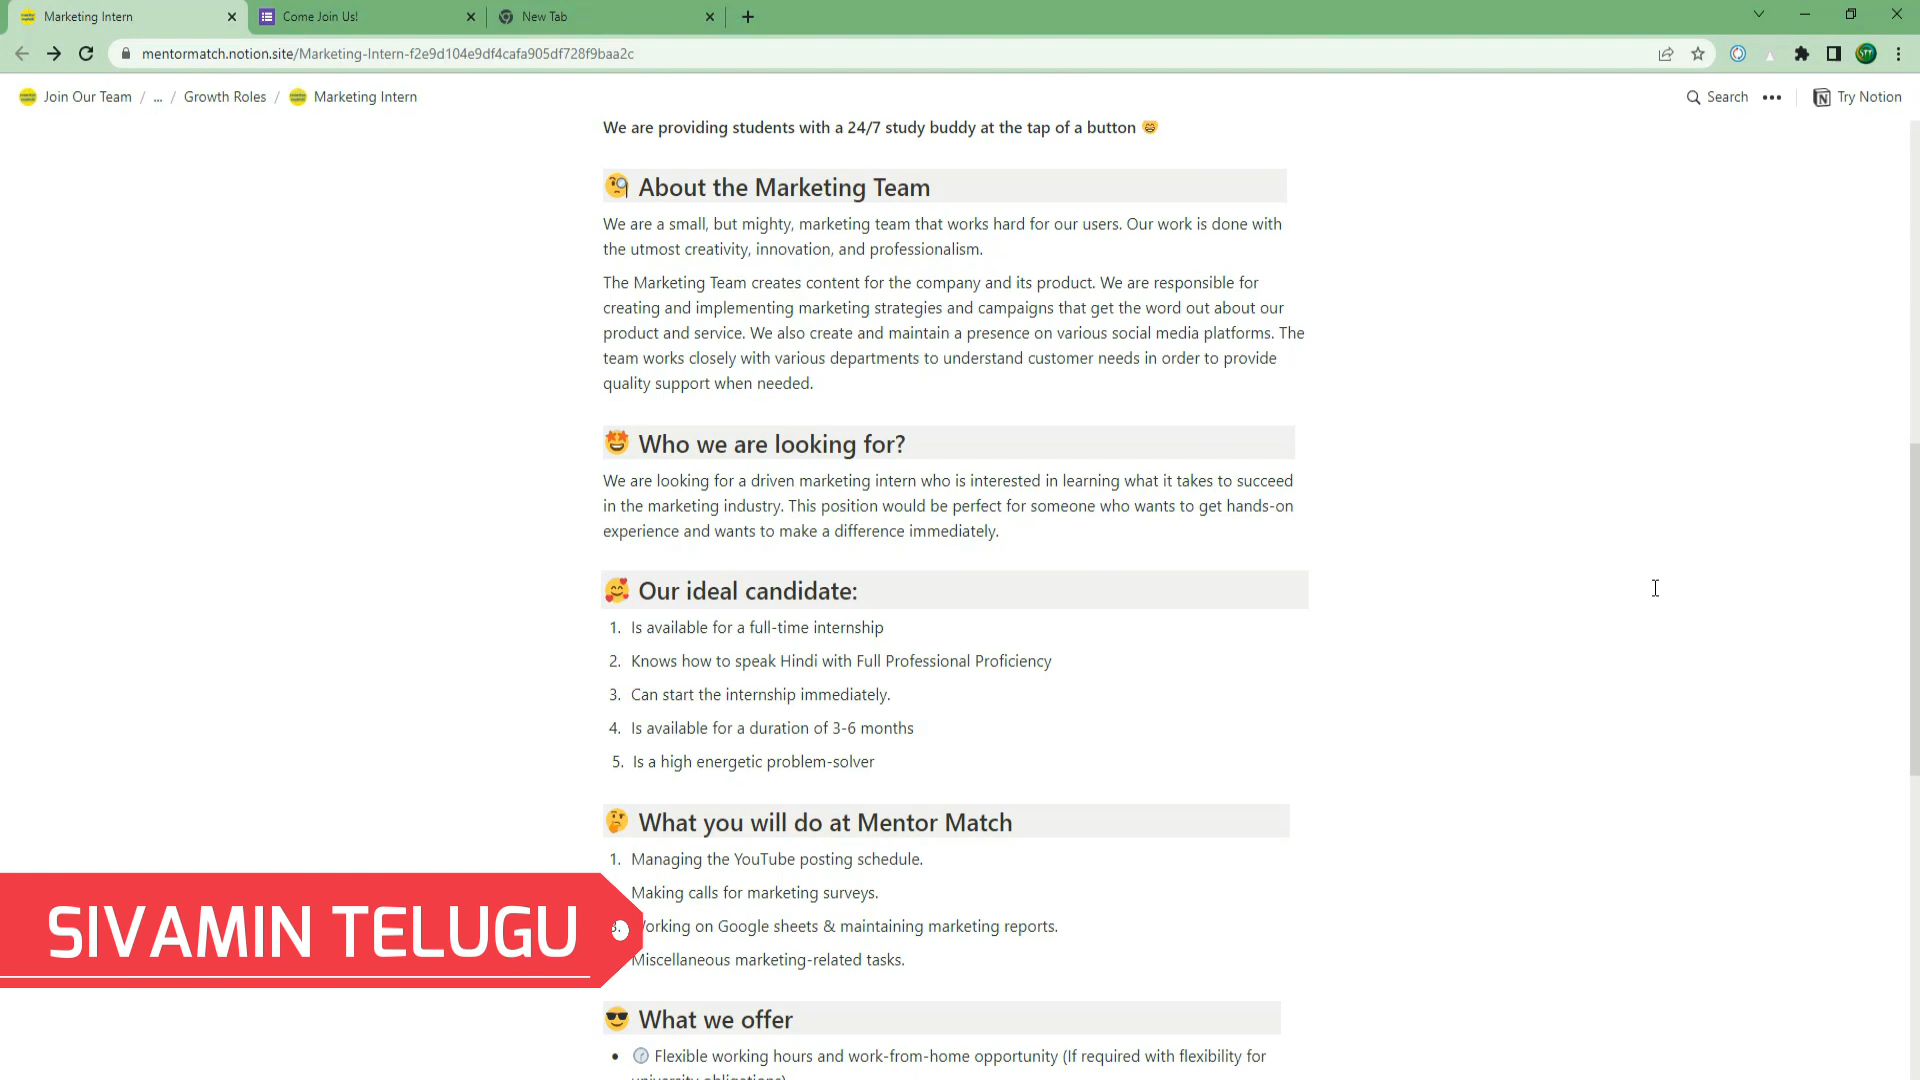 Marketing Intern
Come Join Us!
New Tab
mentormatch.notion.site/Marketing-Intern-f2e9d104e9df4cafa905df728f9baa2c
Join Our Team / ... / Growth Roles / Marketing Intern
Search ••• Try Notion
We are providing students with a 24/7 study buddy at the tap of a button 😄
🧐 About the Marketing Team
We are a small, but mighty, marketing team that works hard for our users. Our work is done with
the utmost creativity, innovation, and professionalism.
The Marketing Team creates content for the company and its product. We are responsible for
creating and implementing marketing strategies and campaigns that get the word out about our
product and service. We also create and maintain a presence on various social media platforms. The
team works closely with various departments to understand customer needs in order to provide
quality support when needed.
🤩 Who we are looking for?
We are looking for a driven marketing intern who is interested in learning what it takes to succeed
in the marketing industry. This position would be perfect for someone who wants to get hands-on
experience and wants to make a difference immediately.
🥰 Our ideal candidate:
1. Is available for a full-time internship
2. Knows how to speak Hindi with Full Professional Proficiency
3. Can start the internship immediately.
4. Is available for a duration of 3-6 months
5. Is a high energetic problem-solver
🤔 What you will do at Mentor Match
1. Managing the YouTube posting schedule.
Making calls for marketing surveys.
3. Working on Google sheets & maintaining marketing reports.
Miscellaneous marketing-related tasks.
SIVAMIN TELUGU
😎 What we offer
• 🕜 Flexible working hours and work-from-home opportunity (If required with flexibility for